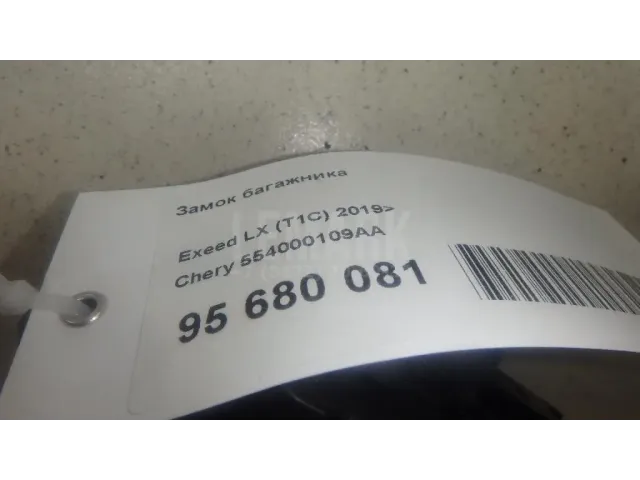 Замок багажника
Exeed LX (T1C) 2019>
Chery 554000109AA
95 680 081